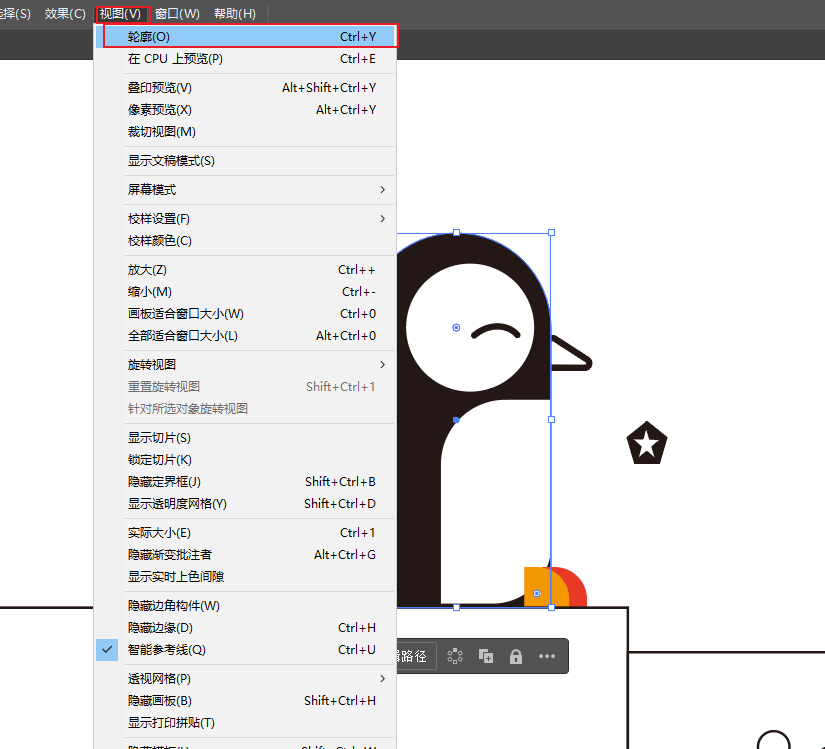 择(S) 效果(C) 视图(V) 窗口(W) 帮助(H)
轮廓(O) Ctrl+Y
在 CPU 上预览(P) Ctrl+E
叠印预览(V) Alt+Shift+Ctrl+Y
像素预览(X) Alt+Ctrl+Y
裁切视图(M)
显示文稿模式(S)
屏幕模式
校样设置(F)
校样颜色(C)
放大(Z) Ctrl++
缩小(M) Ctrl+-
画板适合窗口大小(W) Ctrl+0
全部适合窗口大小(L) Alt+Ctrl+0
旋转视图
重置旋转视图 Shift+Ctrl+1
针对所选对象旋转视图
显示切片(S)
锁定切片(K)
隐藏定界框(J) Shift+Ctrl+B
显示透明度网格(Y) Shift+Ctrl+D
实际大小(E) Ctrl+1
隐藏渐变批注者 Alt+Ctrl+G
显示实时上色间隙
隐藏边角构件(W)
隐藏边缘(D) Ctrl+H
智能参考线(Q) Ctrl+U
路径
透视网格(P)
隐藏画板(B) Shift+Ctrl+H
显示打印拼贴(T)